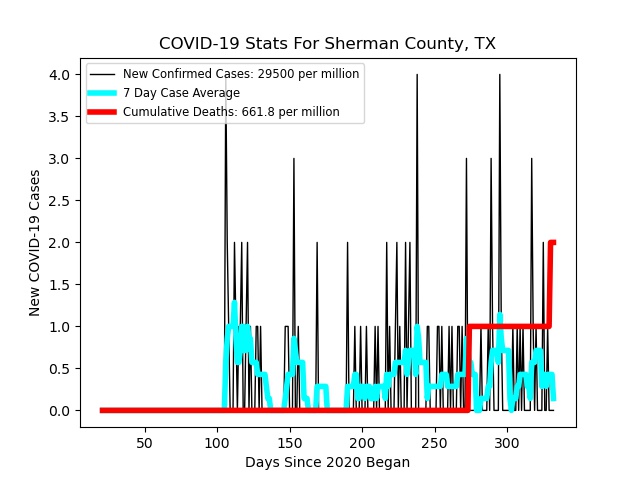 COVID-19 Stats For Sherman County, TX
New Confirmed Cases: 29500 per million
7 Day Case Average
Cumulative Deaths: 661.8 per million
4.0
3.5
3.0
2.5
2.0
1.5
1.0
0.5
0.0
New COVID-19 Cases
50 100 150 200 250 300
Days Since 2020 Began